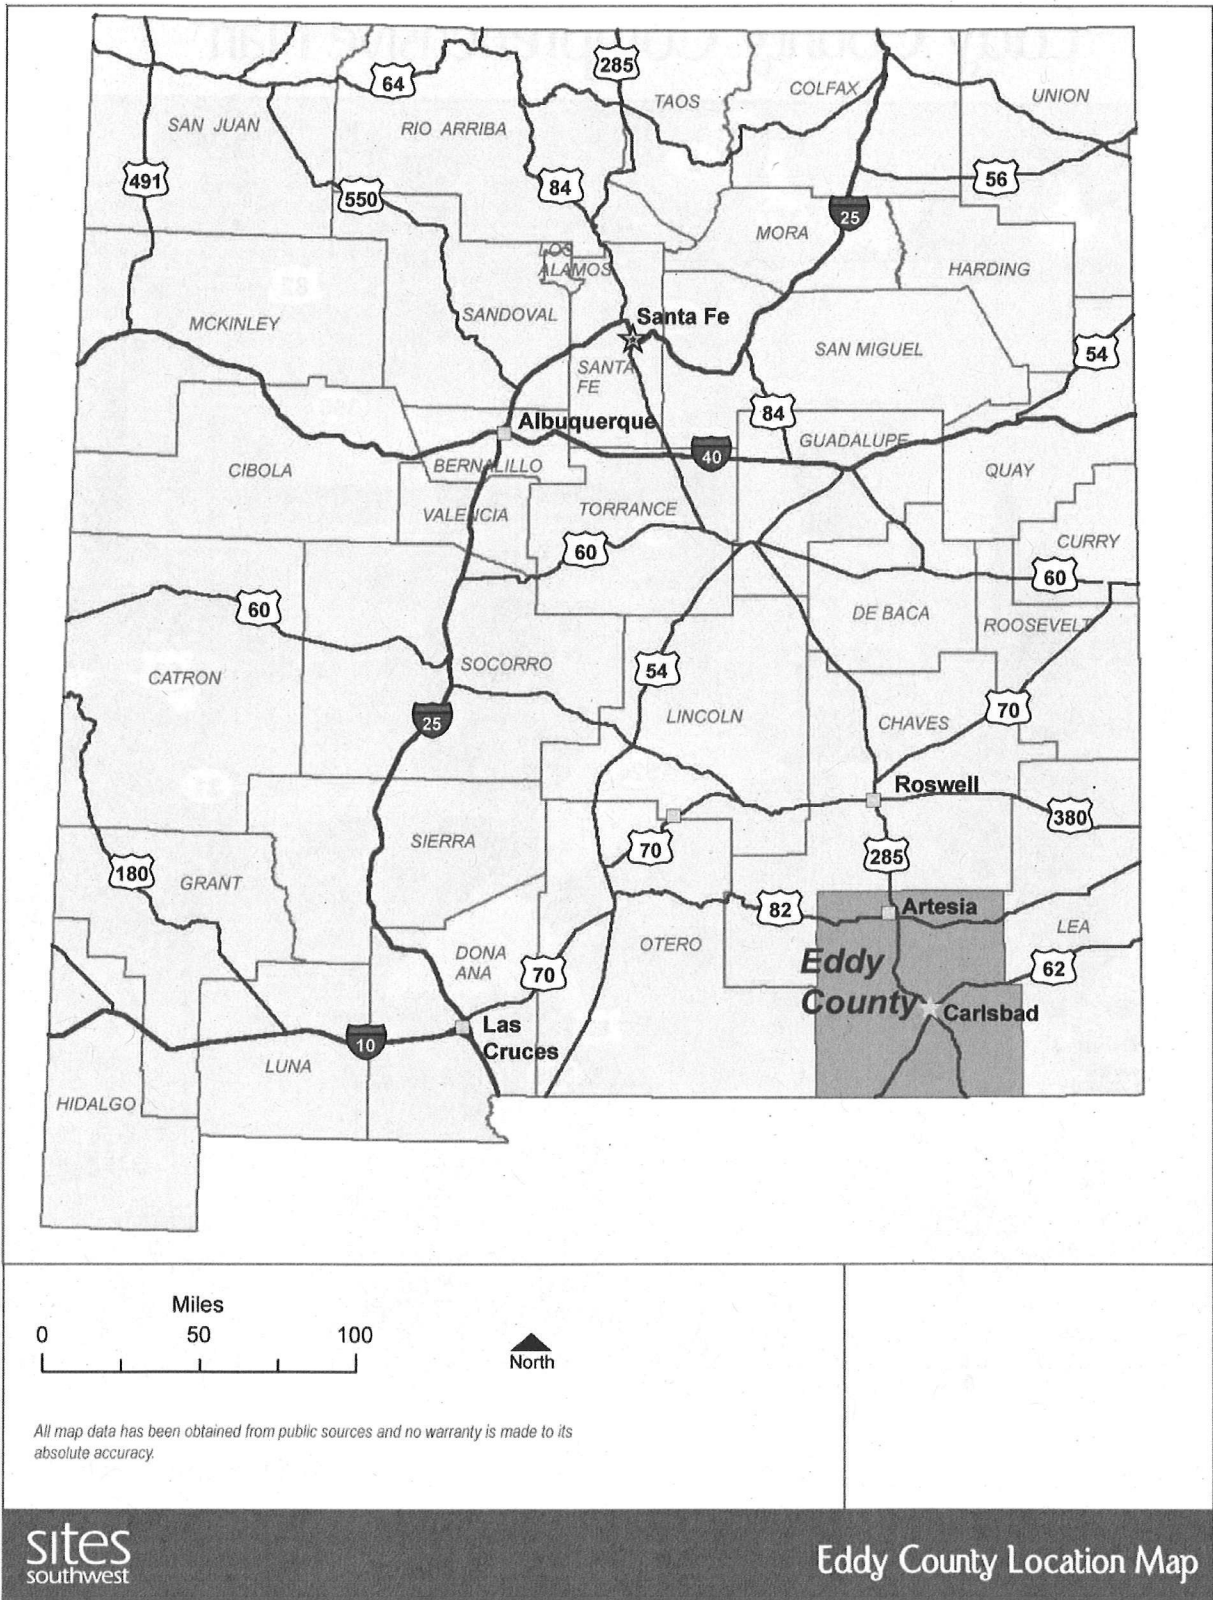 285
64
TAOS
COLFAX
UNION
SAN JUAN
RIO ARRIBA
491
550
84
56
25
MORA
LOS
ALAMOS
HARDING
MCKINLEY
SANDOVAL
Santa Fe
SAN MIGUEL
54
SANTA
FE
84
Albuquerque
GUADALUPE
40
CIBOLA
BERNALILLO
QUAY
VALENCIA
TORRANCE
60
CURRY
60
60
DE BACA
ROOSEVELT
SOCORRO
54
CATRON
25
LINCOLN
70
CHAVES
Roswell
380
SIERRA
70
285
180
GRANT
82
Artesia
LEA
OTERO
DONA
ANA
70
Eddy
County
62
Carlsbad
Las
Cruces
10
LUNA
HIDALGO
Miles
0 50 100
North
All map data has been obtained from public sources and no warranty is made to its
absolute accuracy.
sites
southwest
Eddy County Location Map